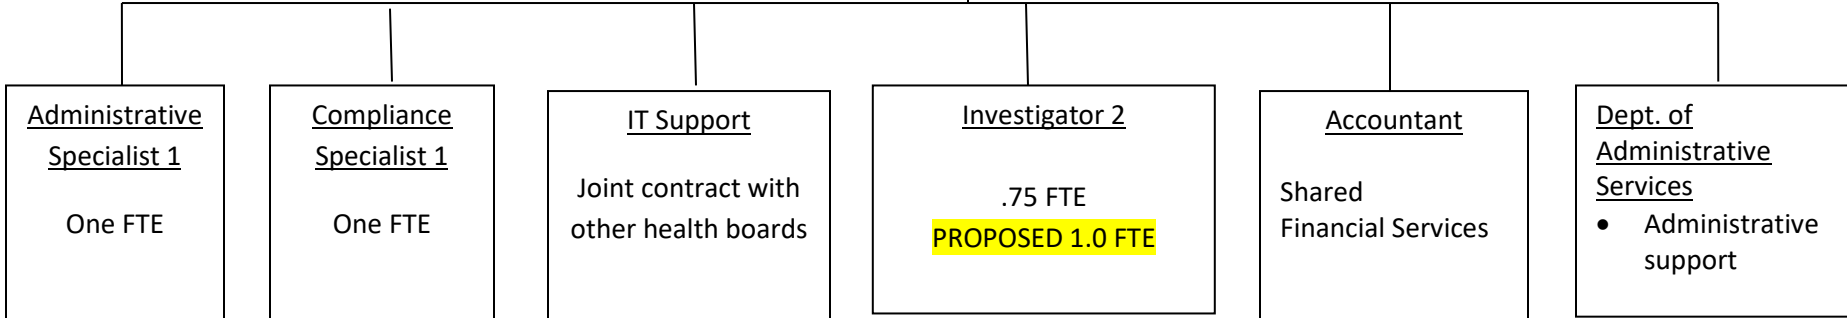 Administrative
Specialist 1
One FTE
Compliance
Specialist 1
One FTE
IT Support
Joint contract with
other health boards
Investigator 2
.75 FTE
PROPOSED 1.0 FTE
Accountant
Shared
Financial Services
Dept. of
Administrative
Services
• Administrative
support